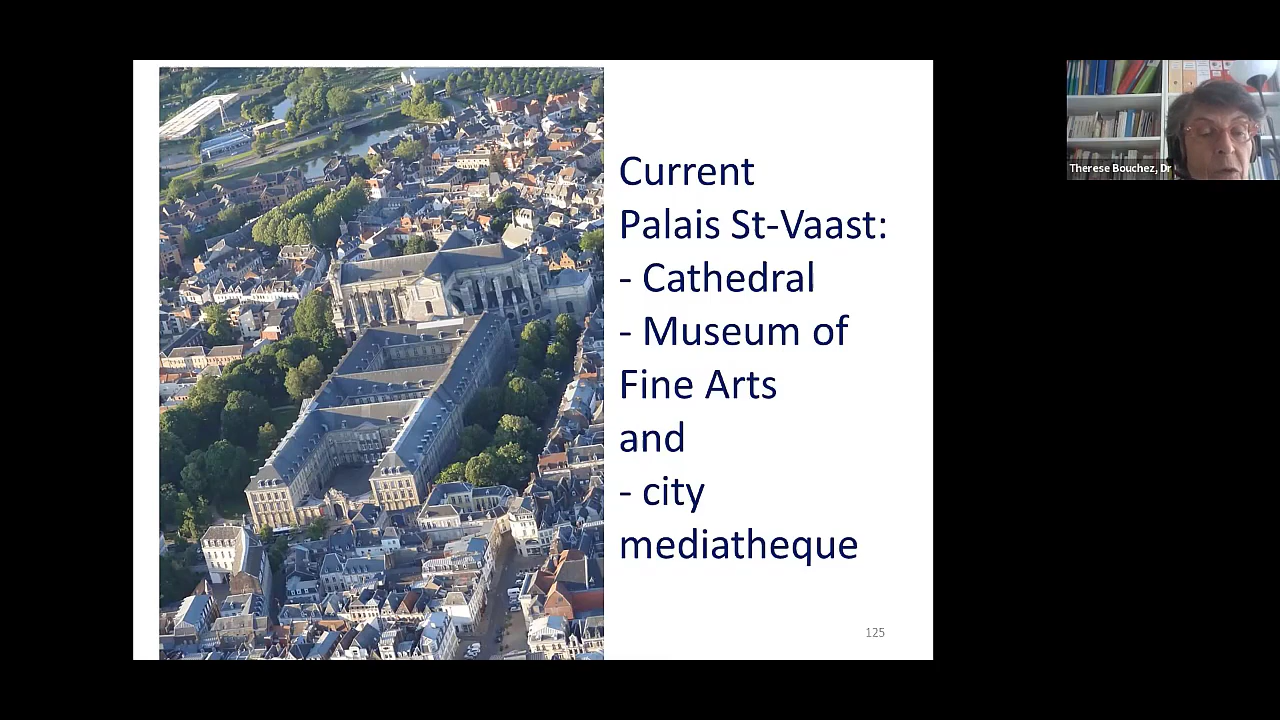 Current
Palais St-Vaast:
- Cathedral
- Museum of
Fine Arts
and
- city
mediatheque
125
Therese Bouchez, Dr